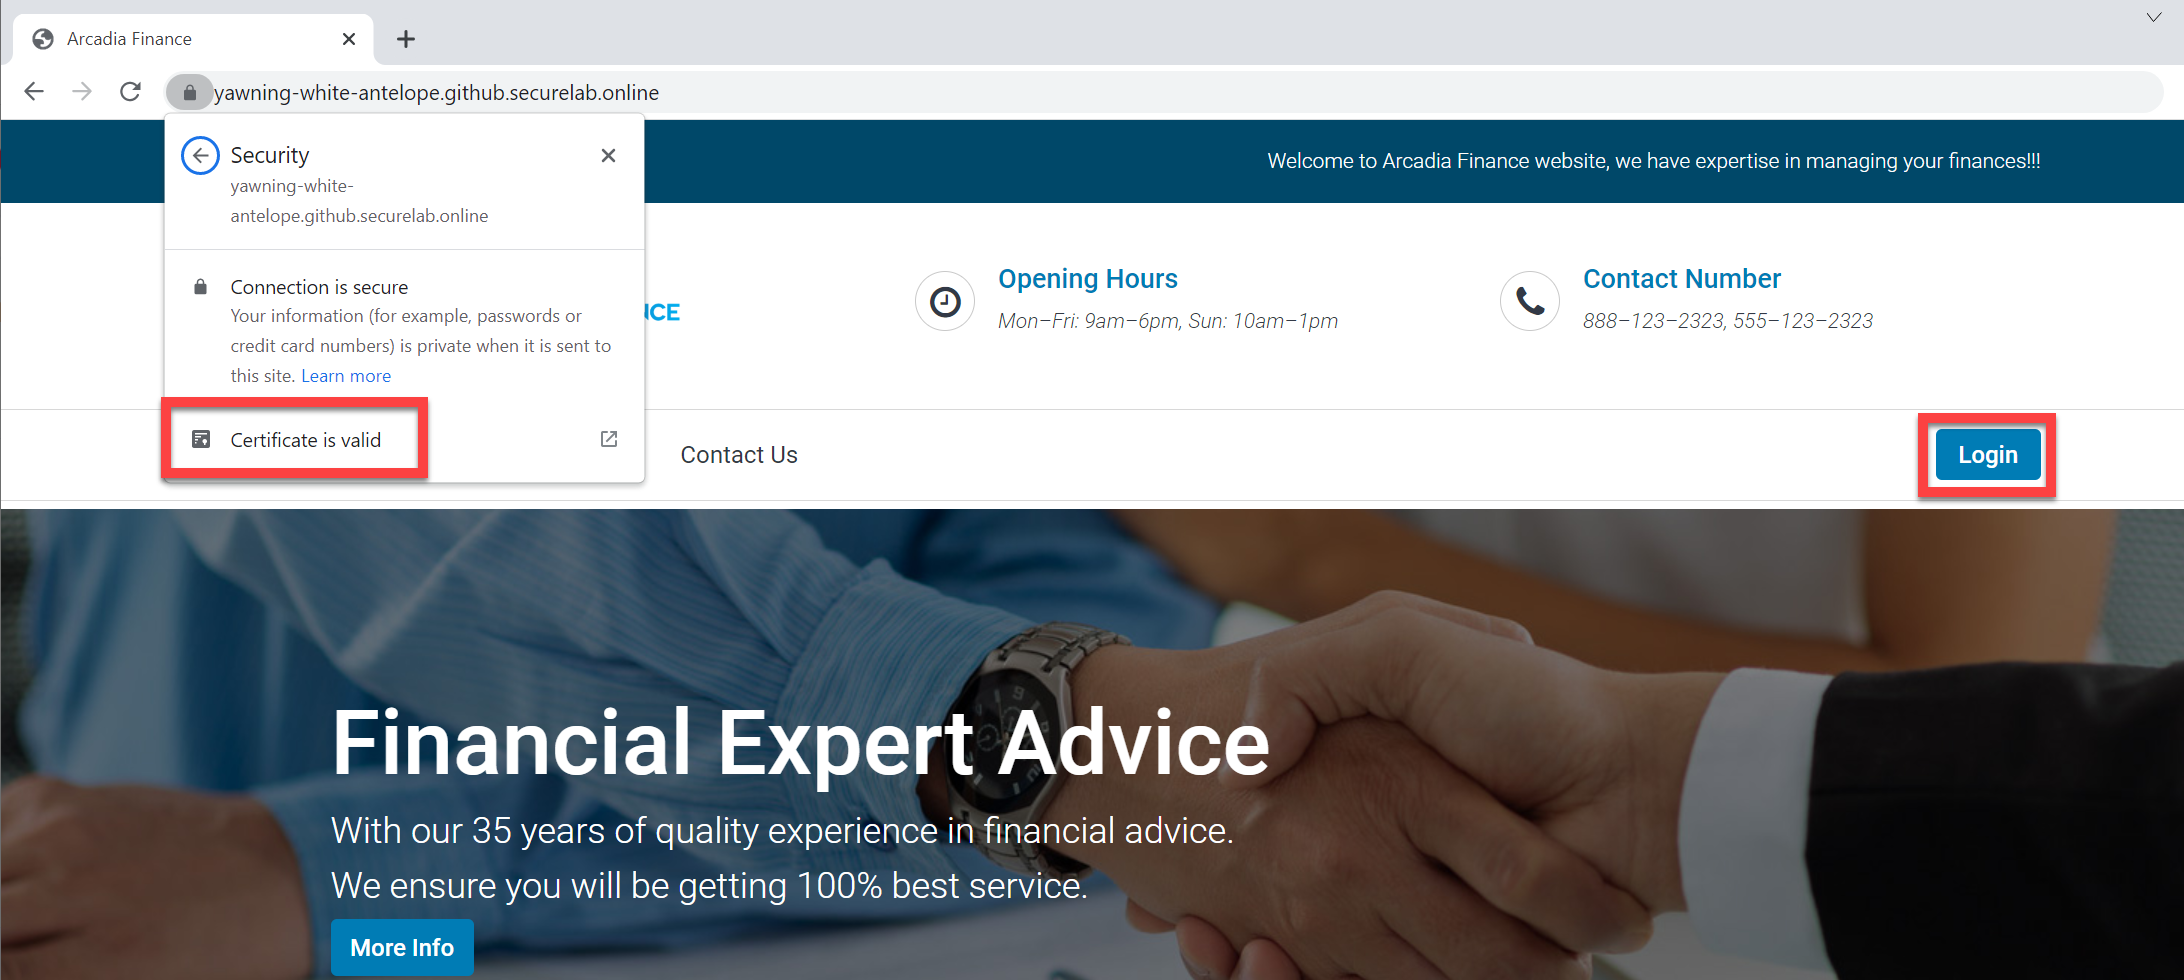 Arcadia Finance
yawning-white-antelope.github.securelab.online
Security
yawning-white-
antelope.github.securelab.online
Welcome to Arcadia Finance website, we have expertise in managing your finances!!!
Connection is secure
Your information (for example, passwords or
credit card numbers) is private when it is sent to
this site. Learn more
Certificate is valid
NCE
Opening Hours
Mon–Fri: 9am–6pm, Sun: 10am–1pm
Contact Number
888–123–2323, 555–123–2323
Contact Us
Login
Financial Expert Advice
With our 35 years of quality experience in financial advice.
We ensure you will be getting 100% best service.
More Info